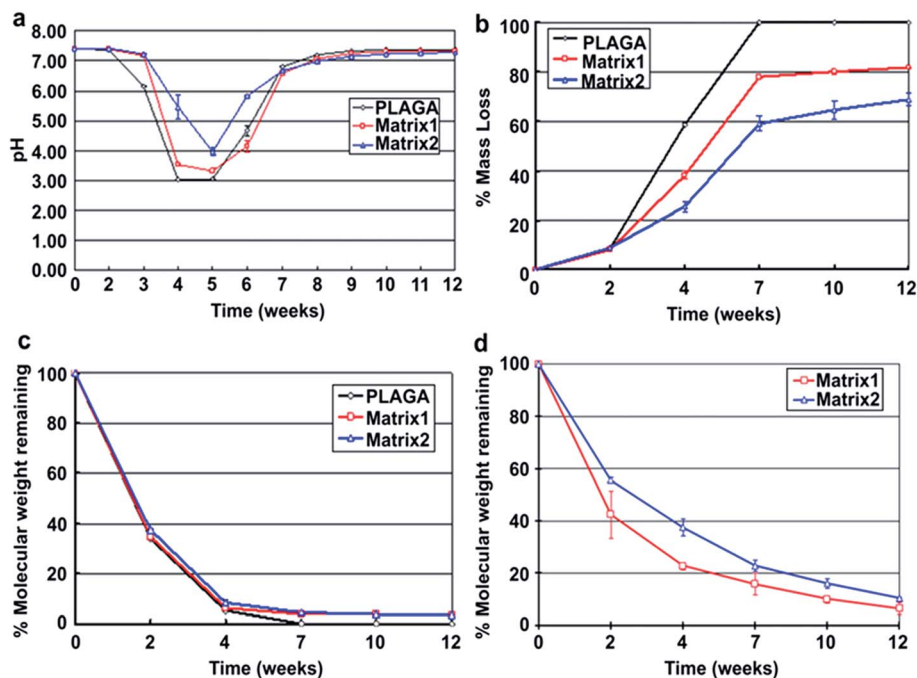 a
8.00
7.00
6.00
5.00
4.00
3.00
2.00
1.00
0.00
pH
PLAGA
Matrix1
Matrix2
0 1 2 3 4 5 6 7 8 9 10 11 12
Time (weeks)
b
100
80
60
40
20
0
% Mass Loss
PLAGA
Matrix1
Matrix2
0 2 4 7 10 12
Time (weeks)
c
100
80
60
40
20
0
% Molecular weight remaining
PLAGA
Matrix1
Matrix2
0 2 4 7 10 12
Time (weeks)
d
100
80
60
40
20
0
% Molecular weight remaining
Matrix1
Matrix2
0 2 4 7 10 12
Time (weeks)